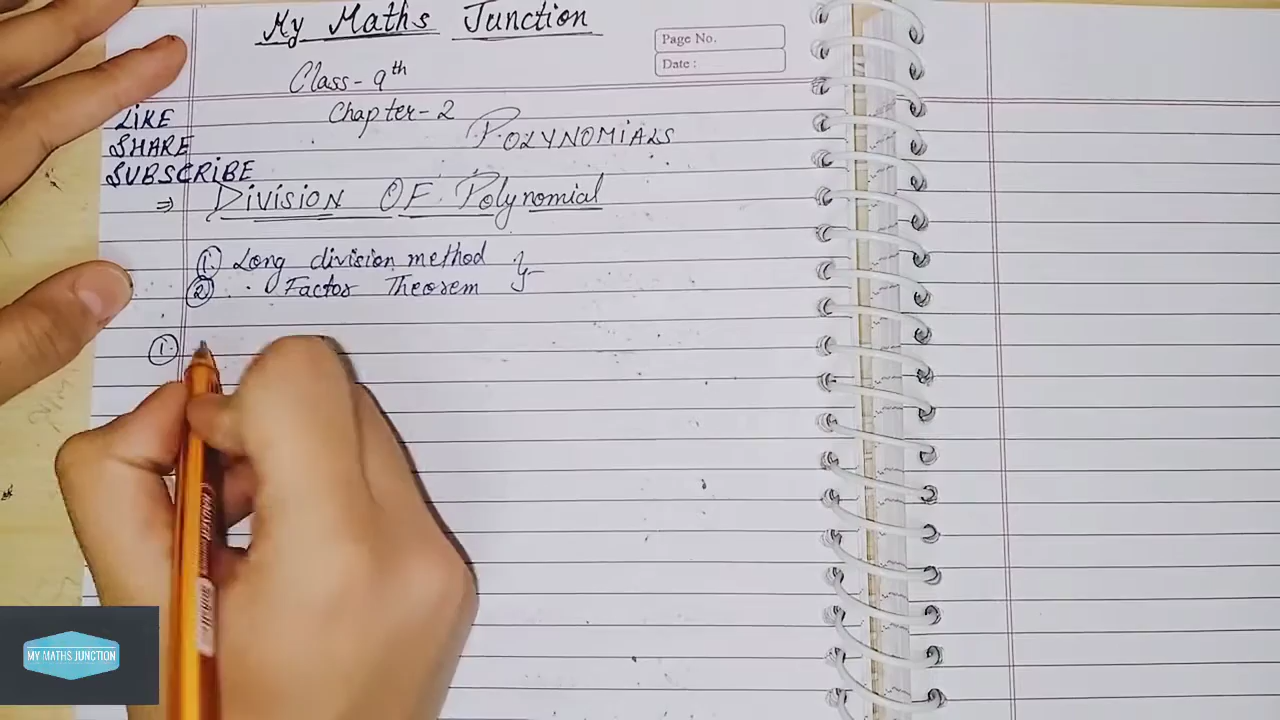 My Maths Junction
Page No.
Date :
Class-9th
Chapter-2
LiKE
POLYNOMiALS
SHARE
SUBSCRiBE
⇒ DiViSiON OF Polynomial
① Long division method
② Factor Theorem
①
MY MATHS JUNCTION